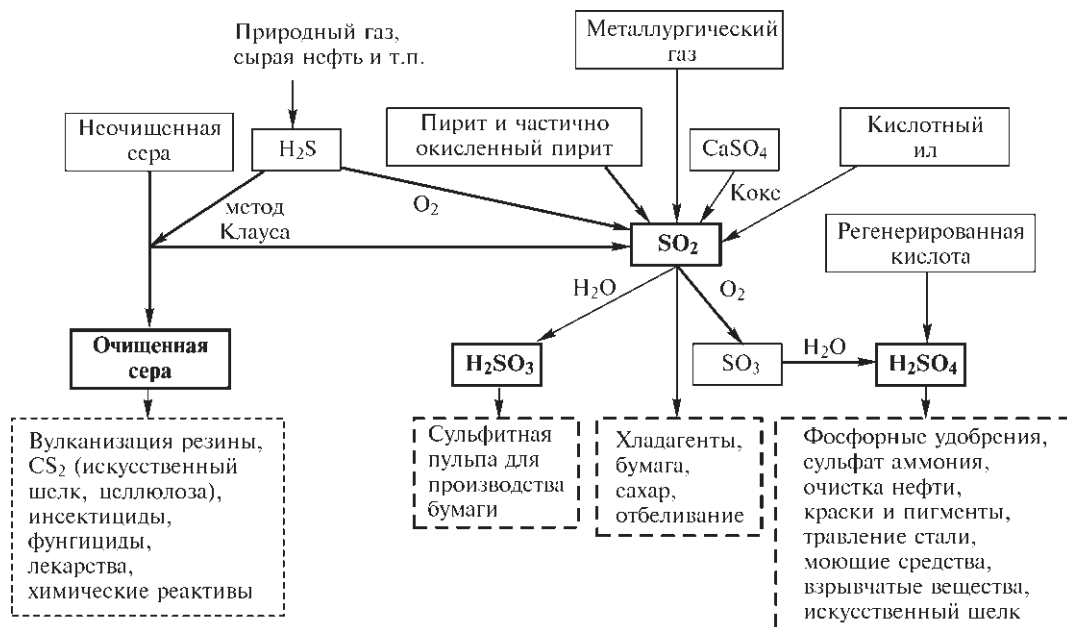 Природный газ,
сырая нефть и т.п.
Металлургический
газ
Неочищенная
сера
H₂S
Пирит и частично
окисленный пирит
CaSO₄
Кислотный
ил
метод
Клауса
O₂
Кокс
SO₂
Регенерированная
кислота
H₂O
O₂
Очищенная
сера
H₂SO₃
SO₃
H₂O
H₂SO₄
Вулканизация резины,
CS₂ (искусственный
шелк, целлюлоза),
инсектициды,
фунгициды,
лекарства,
химические реактивы
Сульфитная
пульпа для
производства
бумаги
Хладагенты,
бумага,
сахар,
отбеливание
Фосфорные удобрения,
сульфат аммония,
очистка нефти,
краски и пигменты,
травление стали,
моющие средства,
взрывчатые вещества,
искусственный шелк